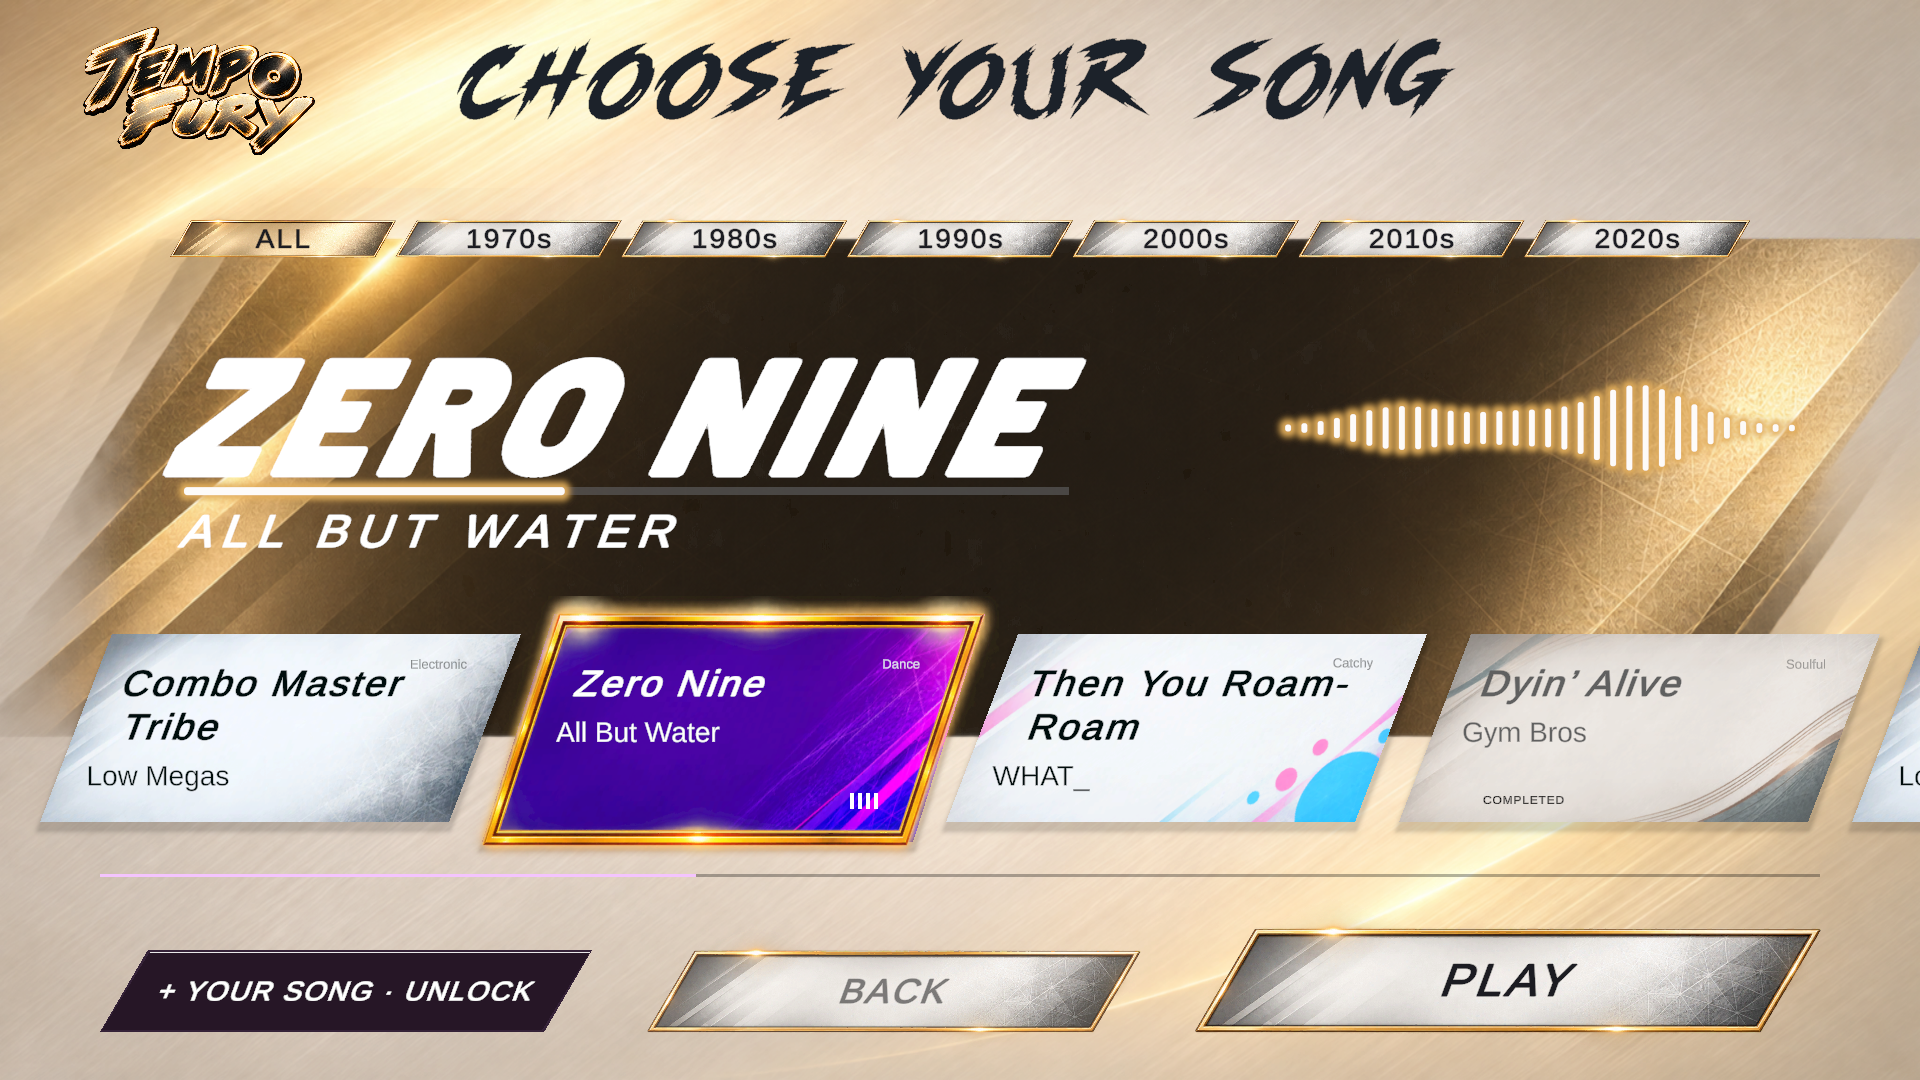 TEMPO
FURY
CHOOSE YOUR SONG
ALL
1970s
1980s
1990s
2000s
2010s
2020s
ZERO NINE
ALL BUT WATER
Combo Master
Tribe
Electronic
Low Megas
Zero Nine
Dance
All But Water
Then You Roam-
Roam
Catchy
WHAT_
Dyin’ Alive
Soulful
Gym Bros
COMPLETED
+ YOUR SONG · UNLOCK
BACK
PLAY